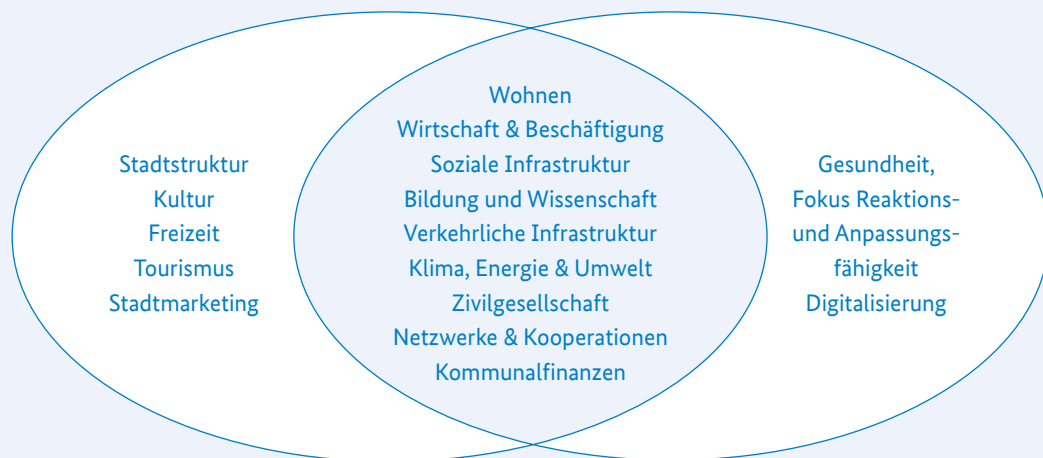 Stadtstruktur
Kultur
Freizeit
Tourismus
Stadtmarketing
Wohnen
Wirtschaft & Beschäftigung
Soziale Infrastruktur
Bildung und Wissenschaft
Verkehrliche Infrastruktur
Klima, Energie & Umwelt
Zivilgesellschaft
Netzwerke & Kooperationen
Kommunalfinanzen
Gesundheit,
Fokus Reaktions-
und Anpassungs-
fähigkeit
Digitalisierung